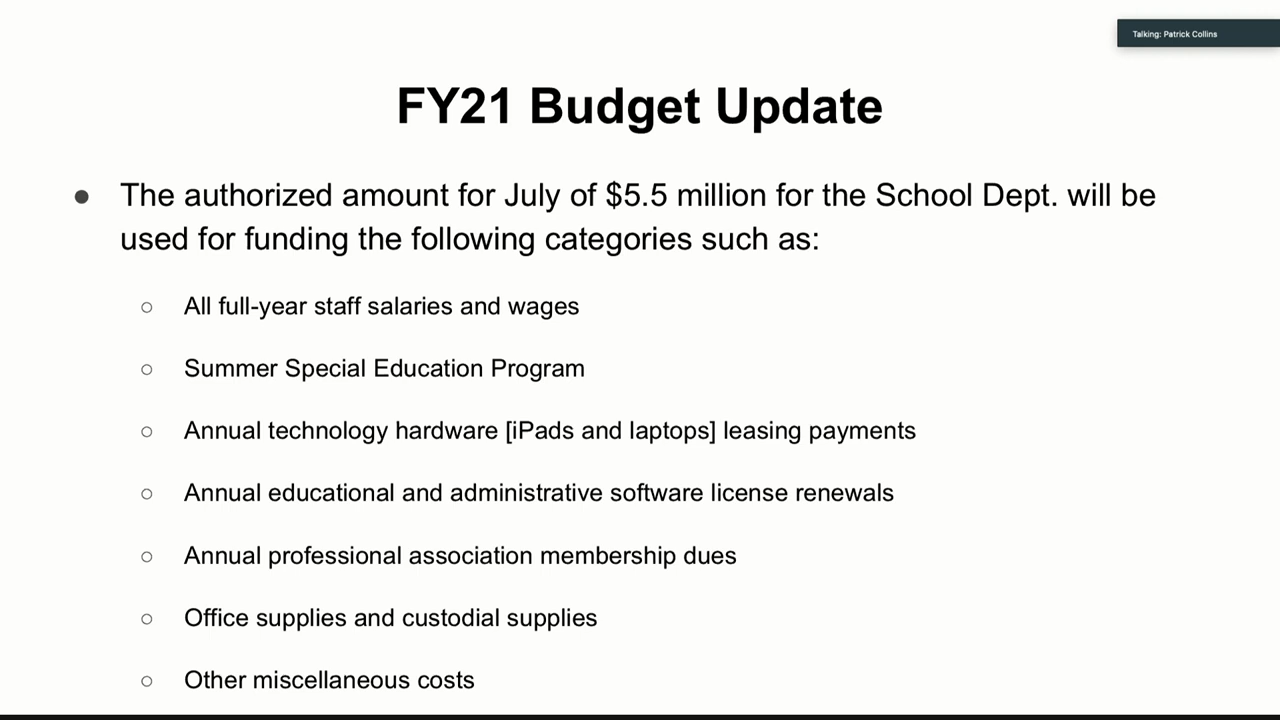 Talking: Patrick Collins
FY21 Budget Update
● The authorized amount for July of $5.5 million for the School Dept. will be
used for funding the following categories such as:
○ All full-year staff salaries and wages
○ Summer Special Education Program
○ Annual technology hardware [iPads and laptops] leasing payments
○ Annual educational and administrative software license renewals
○ Annual professional association membership dues
○ Office supplies and custodial supplies
○ Other miscellaneous costs